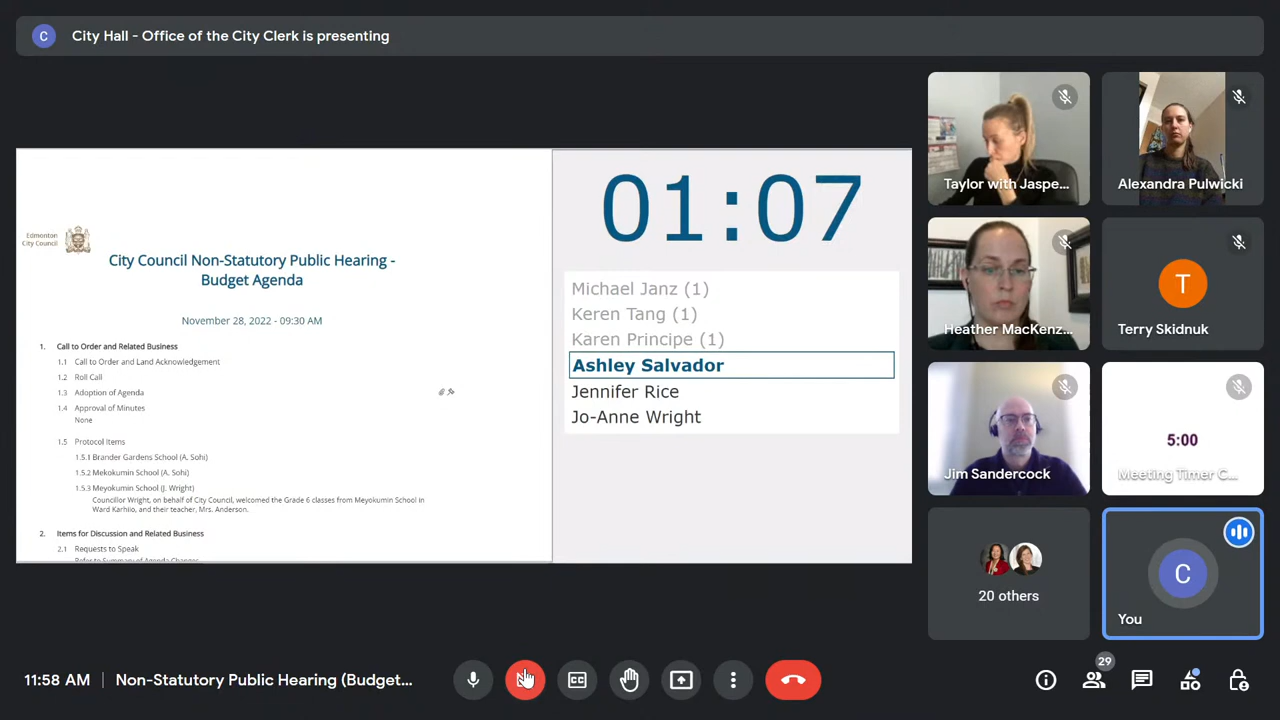 C City Hall - Office of the City Clerk is presenting
Edmonton
City Council
City Council Non-Statutory Public Hearing -
Budget Agenda
November 28, 2022 - 09:30 AM
1. Call to Order and Related Business
1.1 Call to Order and Land Acknowledgement
1.2 Roll Call
1.3 Adoption of Agenda
1.4 Approval of Minutes
None
1.5 Protocol Items
1.5.1 Brander Gardens School (A. Sohi)
1.5.2 Mekokumin School (A. Sohi)
1.5.3 Meyokumin School (J. Wright)
Councillor Wright, on behalf of City Council, welcomed the Grade 6 classes from Meyokumin School in
Ward Karhiio, and their teacher, Mrs. Anderson.
2. Items for Discussion and Related Business
2.1 Requests to Speak
Refer to Summary of Agenda Changes
01:07
Michael Janz (1)
Keren Tang (1)
Karen Principe (1)
Ashley Salvador
Jennifer Rice
Jo-Anne Wright
Taylor with Jaspe...
Alexandra Pulwicki
Heather MacKenz...
T
Terry Skidnuk
Jim Sandercock
5:00
Meeting Timer C...
20 others
C
You
11:58 AM | Non-Statutory Public Hearing (Budget...
29